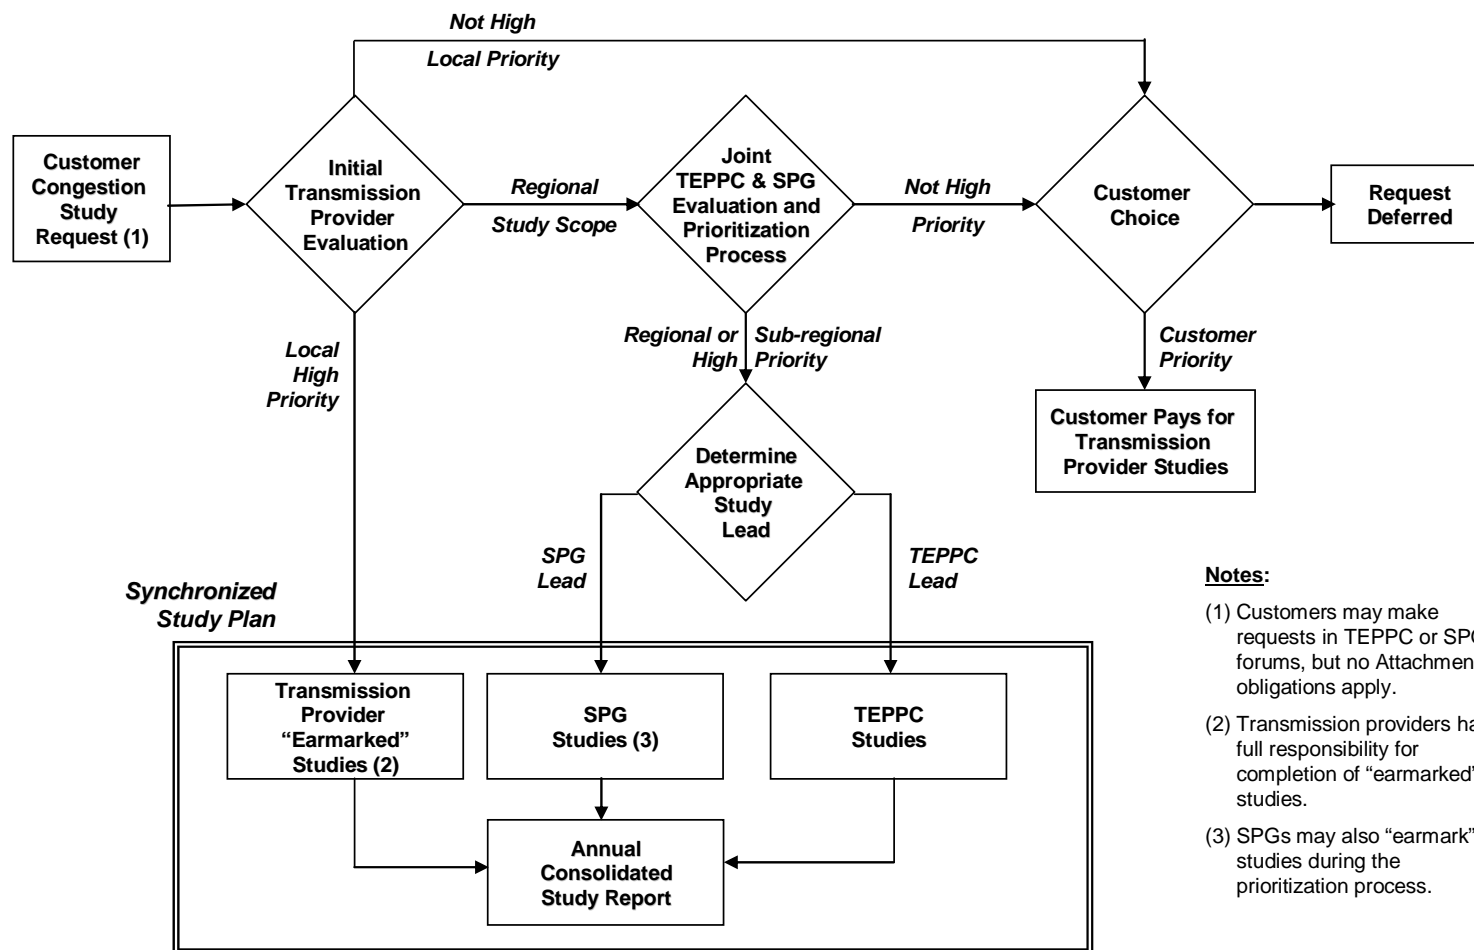 Not High
Local Priority
Customer
Congestion
Study
Request (1)
Initial
Transmission
Provider
Evaluation
Regional
Study Scope
Joint
TEPPC & SPG
Evaluation and
Prioritization
Process
Not High
Priority
Customer
Choice
Request
Deferred
Local
High
Priority
Regional or
High
Sub-regional
Priority
Customer
Priority
Customer Pays for
Transmission
Provider Studies
Determine
Appropriate
Study
Lead
SPG
Lead
TEPPC
Lead
Synchronized
Study Plan
Transmission
Provider
“Earmarked”
Studies (2)
SPG
Studies (3)
TEPPC
Studies
Annual
Consolidated
Study Report
Notes:
(1) Customers may make
requests in TEPPC or
forums, but no
obligations apply.
(2) Transmission providers
full responsibility for
completion of “earmarked”
studies.
(3) SPGs may also “earmark”
studies during the
prioritization process.